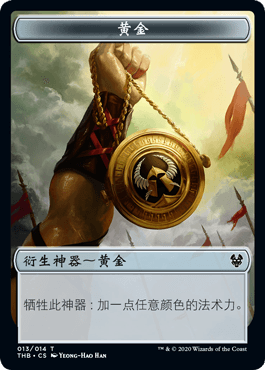 黄金
衍生神器～黄金
牺牲此神器：加一点任意颜色的法术力。
013/014 T
THB • CS Yeong-Hao Han
™ & © 2020 Wizards of the Coast